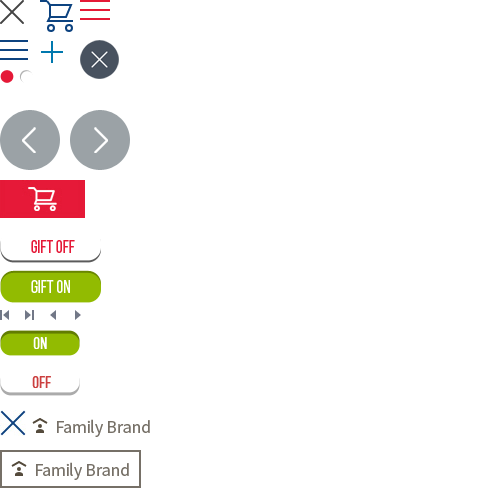 GIFT OFF
GIFT ON
ON
OFF
Family Brand
Family Brand